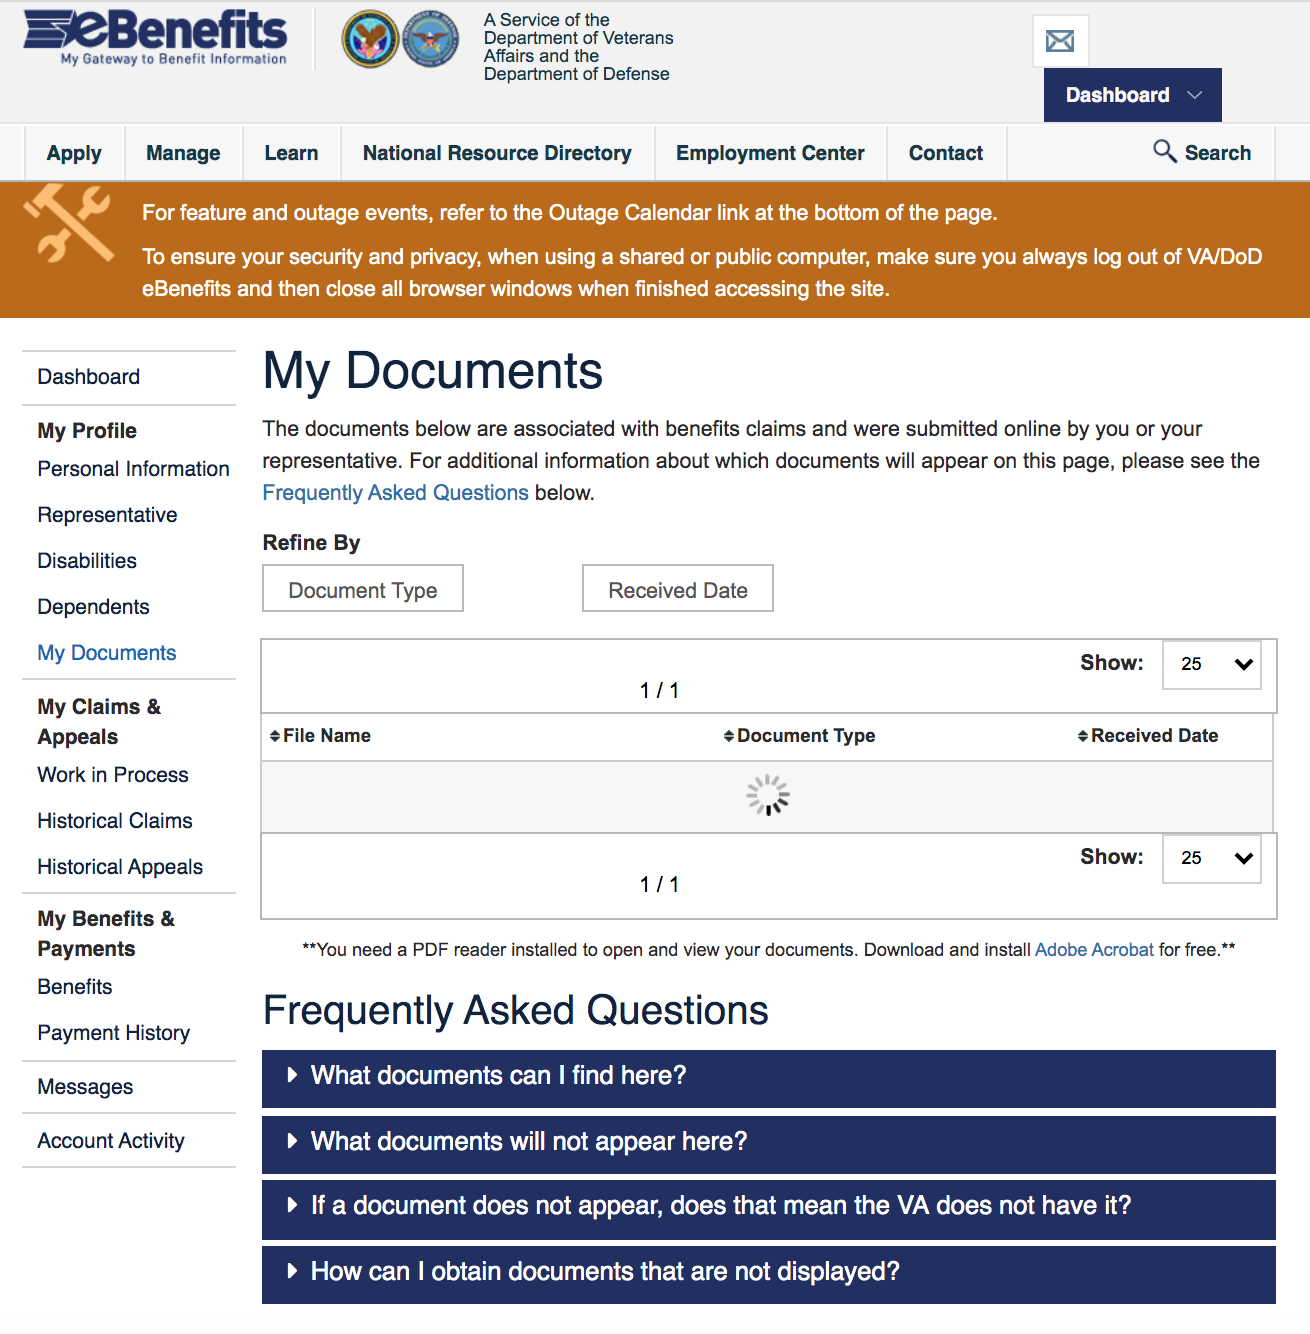 eBenefits
My Gateway to Benefit Information
A Service of the
Department of Veterans
Affairs and the
Department of Defense
Dashboard
Apply
Manage
Learn
National Resource Directory
Employment Center
Contact
Search
For feature and outage events, refer to the Outage Calendar link at the bottom of the page.
To ensure your security and privacy, when using a shared or public computer, make sure you always log out of VA/DoD
eBenefits and then close all browser windows when finished accessing the site.
Dashboard
My Profile
Personal Information
Representative
Disabilities
Dependents
My Documents
My Claims &
Appeals
Work in Process
Historical Claims
Historical Appeals
My Benefits &
Payments
Benefits
Payment History
Messages
Account Activity
My Documents
The documents below are associated with benefits claims and were submitted online by you or your
representative. For additional information about which documents will appear on this page, please see the
Frequently Asked Questions below.
Refine By
Document Type
Received Date
Show: 25
1 / 1
File Name
Document Type
Received Date
Show: 25
1 / 1
**You need a PDF reader installed to open and view your documents. Download and install Adobe Acrobat for free.**
Frequently Asked Questions
What documents can I find here?
What documents will not appear here?
If a document does not appear, does that mean the VA does not have it?
How can I obtain documents that are not displayed?